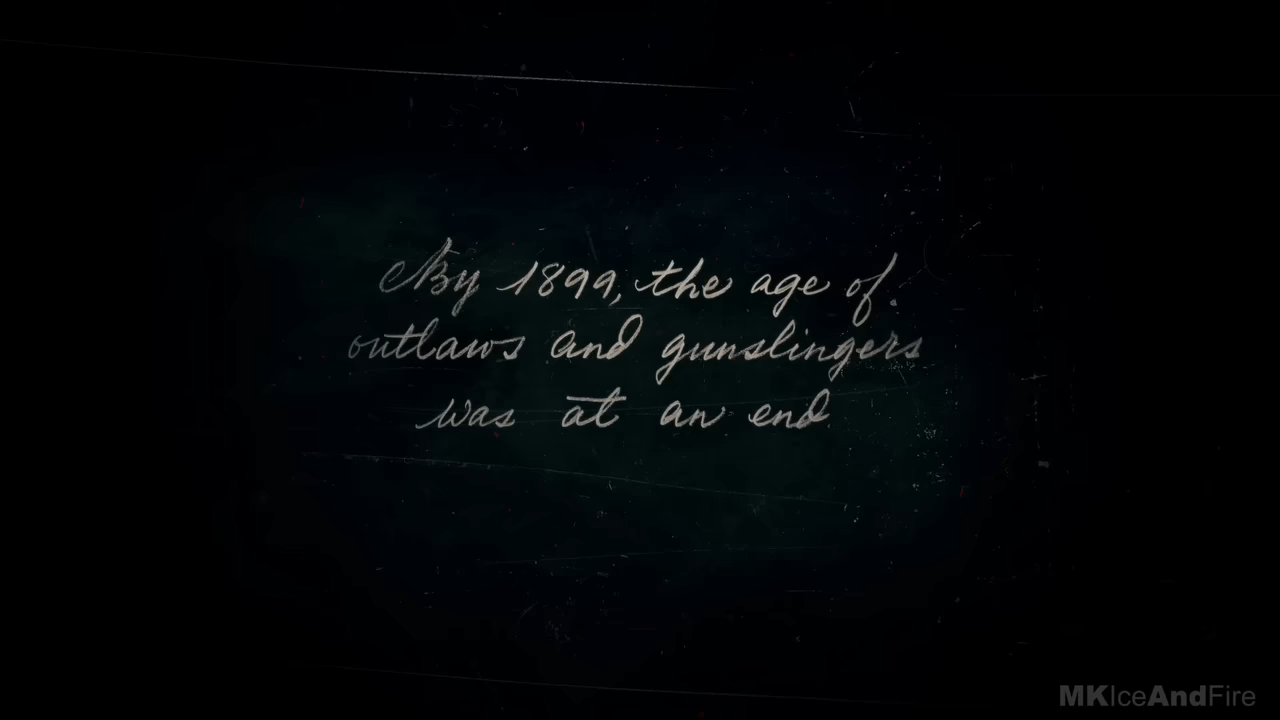 By 1899, the age of
outlaws and gunslingers
was at an end
MKIceAndFire